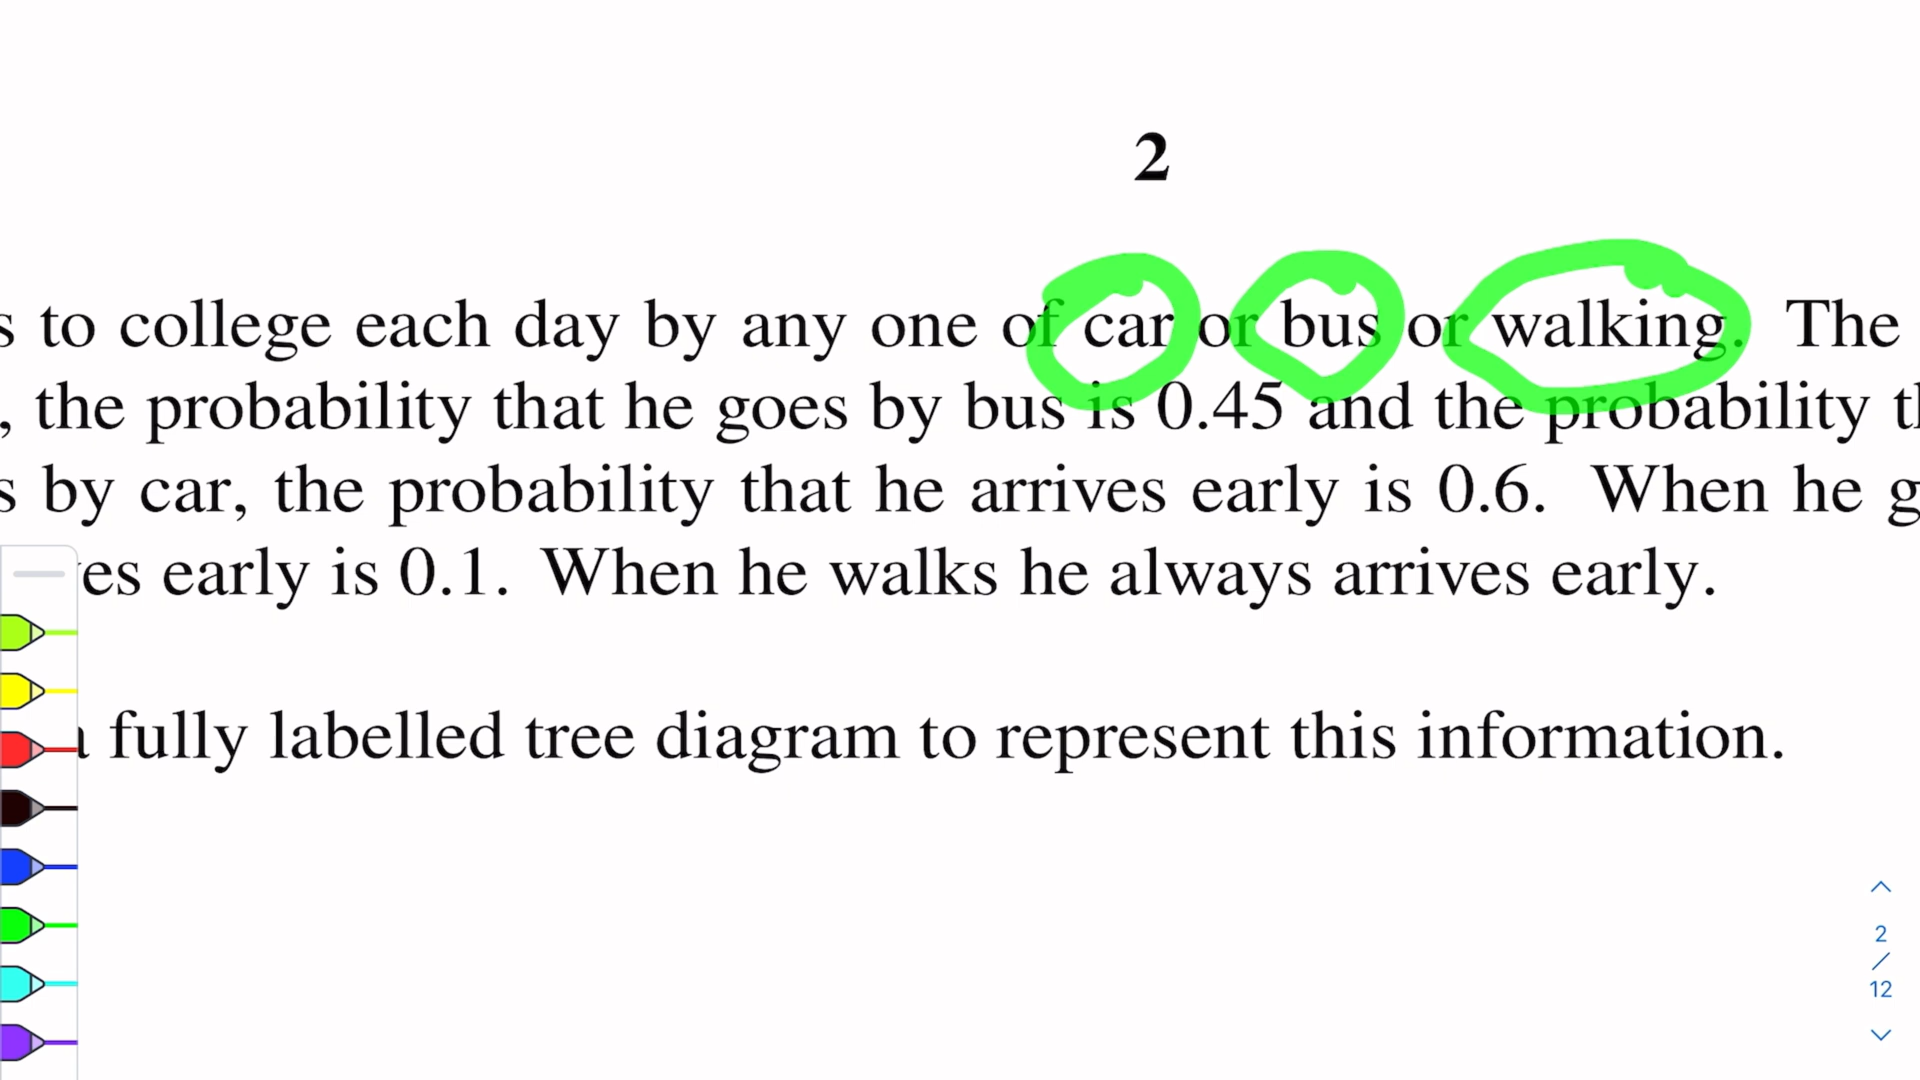 2
s to college each day by any one of car or bus or walking. The
, the probability that he goes by bus is 0.45 and the probability
s by car, the probability that he arrives early is 0.6. When he g
es early is 0.1. When he walks he always arrives early.
fully labelled tree diagram to represent this information.
2
/
12